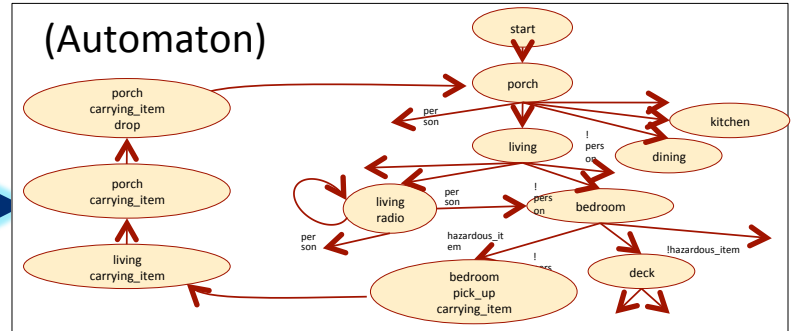 (Automaton)
start
porch
per
son
kitchen
dining
living
!
pers
on
living
radio
per
son
per
son
!
pers
on
bedroom
hazardous_it
em
!hazardous_item
!
pers
deck
bedroom
pick_up
carrying_item
living
carrying_item
porch
carrying_item
porch
carrying_item
drop